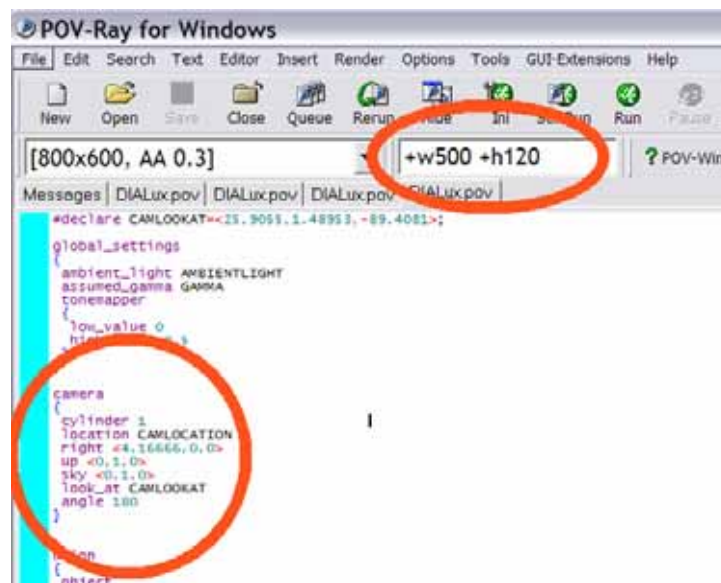 POV-Ray for Windows
File Edit Search Text Editor Insert Render Options Tools GUI-Extensions Help
New Open Save Close Queue Rerun Ini Run Pause
[800x600, AA 0.3] +w500 +h120 ? POV-Win
Messages DIALux.pov DIALux.pov DIALux.pov DIALux.pov
#declare CAMLOOKAT=<25.9055,1.48953,-89.4081>;
global_settings
{
ambient_light AMBIENTLIGHT
assumed_gamma GAMMA
tonemapper
{
low_value 0
camera
{
cylinder 1
location CAMLOCATION
right <4.16666,0,0>
up <0,1,0>
sky <0,1,0>
look_at CAMLOOKAT
angle 180
}
{
object